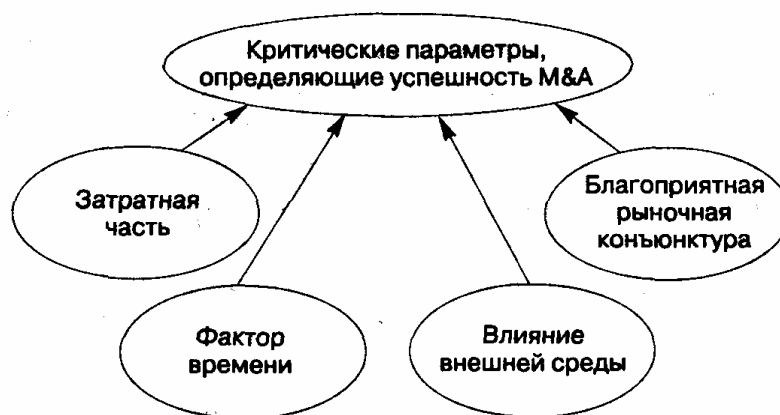 Критические параметры,
определяющие успешность M&A
Затратная
часть
Благоприятная
рыночная
конъюнктура
Фактор
времени
Влияние
внешней среды